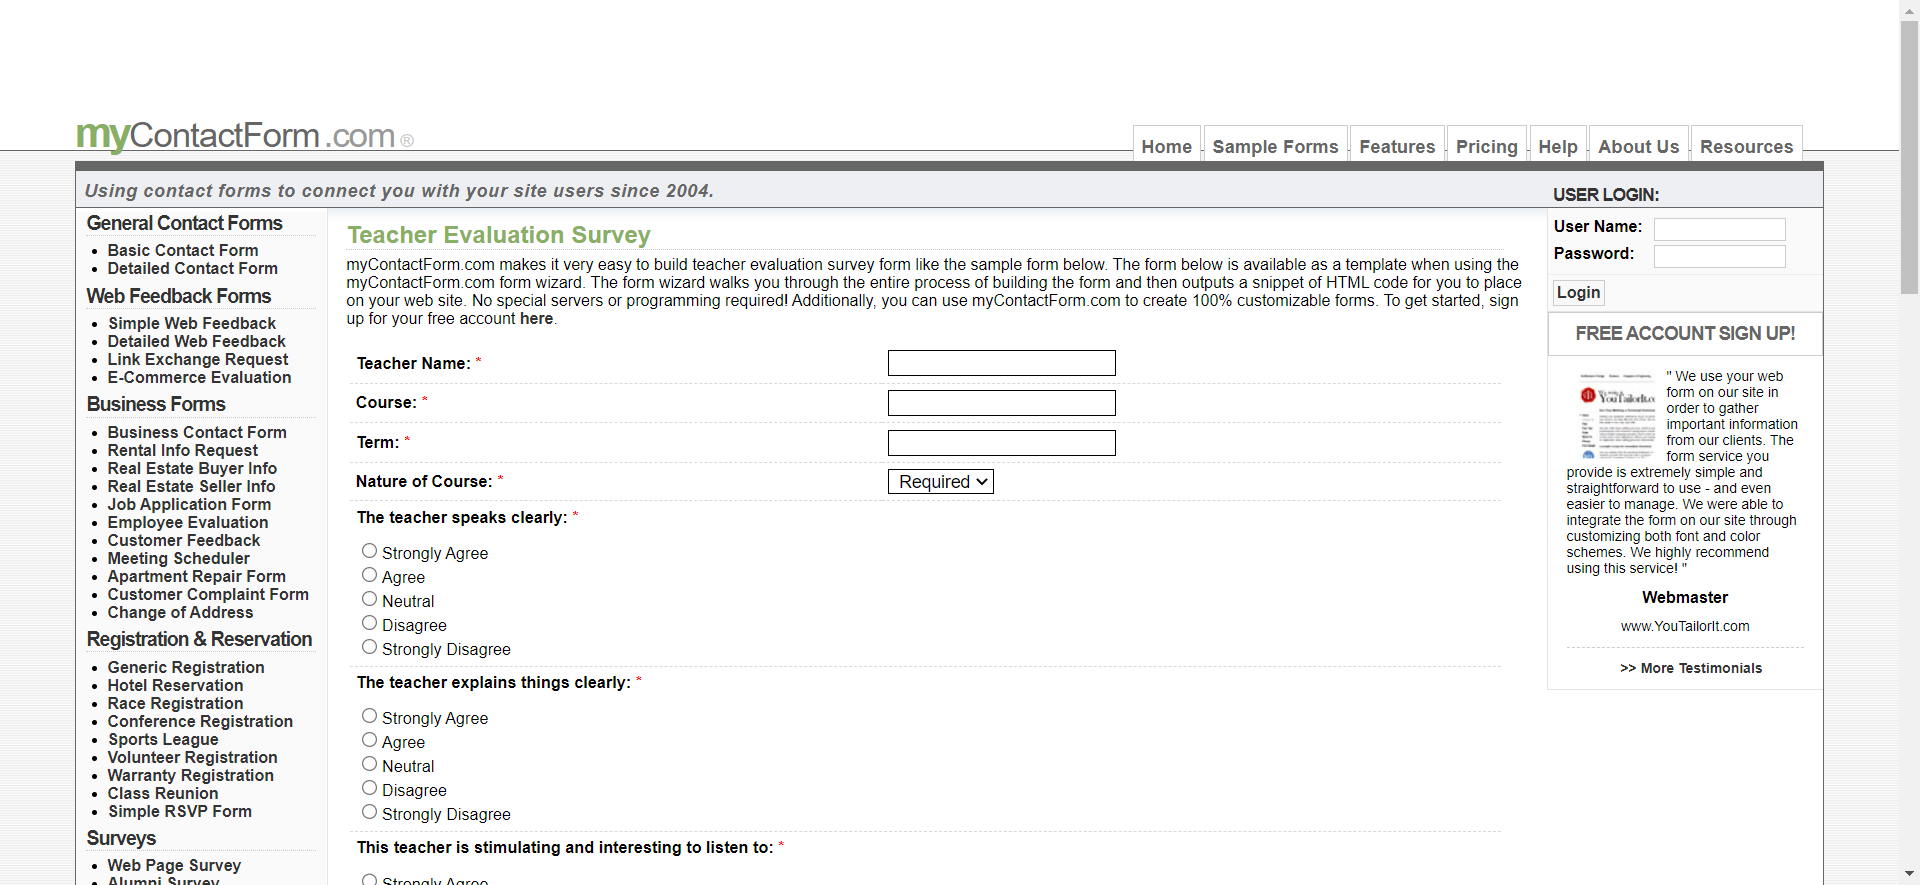 myContactForm.com®
Home
Sample Forms
Features
Pricing
Help
About Us
Resources
Using contact forms to connect you with your site users since 2004.
USER LOGIN:
General Contact Forms
Basic Contact Form
Detailed Contact Form
Web Feedback Forms
Simple Web Feedback
Detailed Web Feedback
Link Exchange Request
E-Commerce Evaluation
Business Forms
Business Contact Form
Rental Info Request
Real Estate Buyer Info
Real Estate Seller Info
Job Application Form
Employee Evaluation
Customer Feedback
Meeting Scheduler
Apartment Repair Form
Customer Complaint Form
Change of Address
Registration & Reservation
Generic Registration
Hotel Reservation
Race Registration
Conference Registration
Sports League
Volunteer Registration
Warranty Registration
Class Reunion
Simple RSVP Form
Surveys
Web Page Survey
Alumni Survey
Teacher Evaluation Survey
myContactForm.com makes it very easy to build teacher evaluation survey form like the sample form below. The form below is available as a template when using the
myContactForm.com form wizard. The form wizard walks you through the entire process of building the form and then outputs a snippet of HTML code for you to place
on your web site. No special servers or programming required! Additionally, you can use myContactForm.com to create 100% customizable forms. To get started, sign
up for your free account here.
Teacher Name: *
Course: *
Term: *
Nature of Course: * Required
The teacher speaks clearly: *
Strongly Agree
Agree
Neutral
Disagree
Strongly Disagree
The teacher explains things clearly: *
Strongly Agree
Agree
Neutral
Disagree
Strongly Disagree
This teacher is stimulating and interesting to listen to: *
Strongly Agree
User Name:
Password:
Login
FREE ACCOUNT SIGN UP!
YouTailorIt.co
" We use your web
form on our site in
order to gather
important information
from our clients. The
form service you
provide is extremely simple and
straightforward to use - and even
easier to manage. We were able to
integrate the form on our site through
customizing both font and color
schemes. We highly recommend
using this service! "
Webmaster
www.YouTailorIt.com
>> More Testimonials